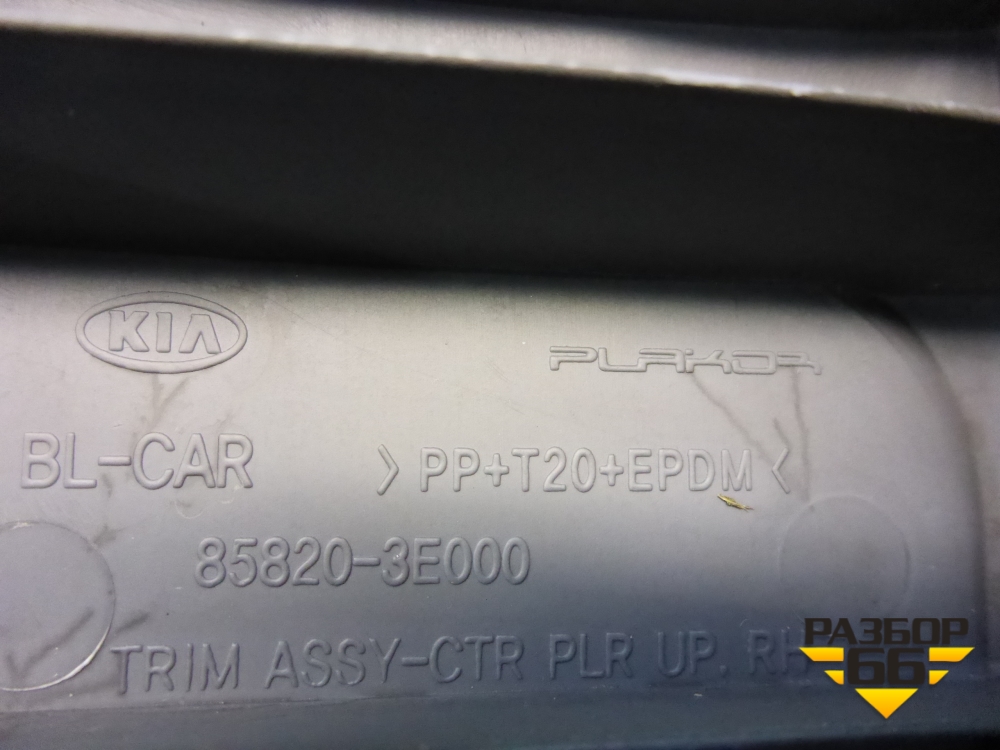 KIA
PLAKOR
BL-CAR
>PP+T20+EPDM<
85820-3E000
TRIM ASSY-CTR PLR UP. RH
РАЗБОР
66